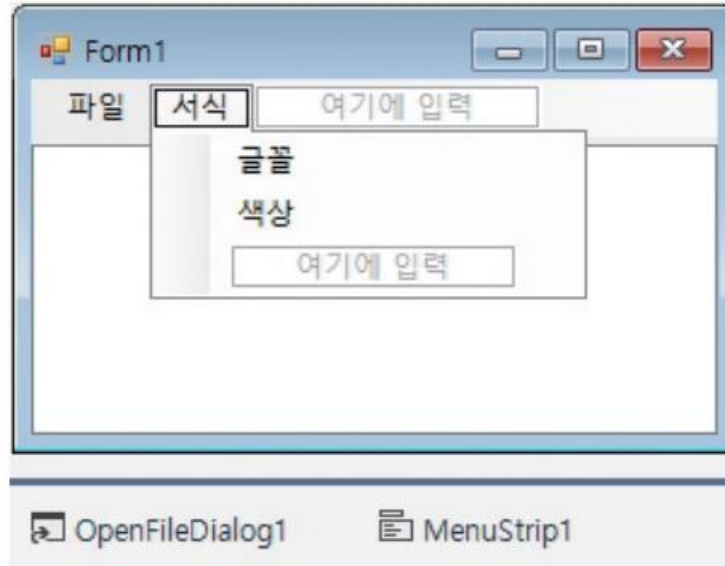 Form1
파일 서식 여기에 입력
글꼴
색상
여기에 입력
OpenFileDialog1 MenuStrip1